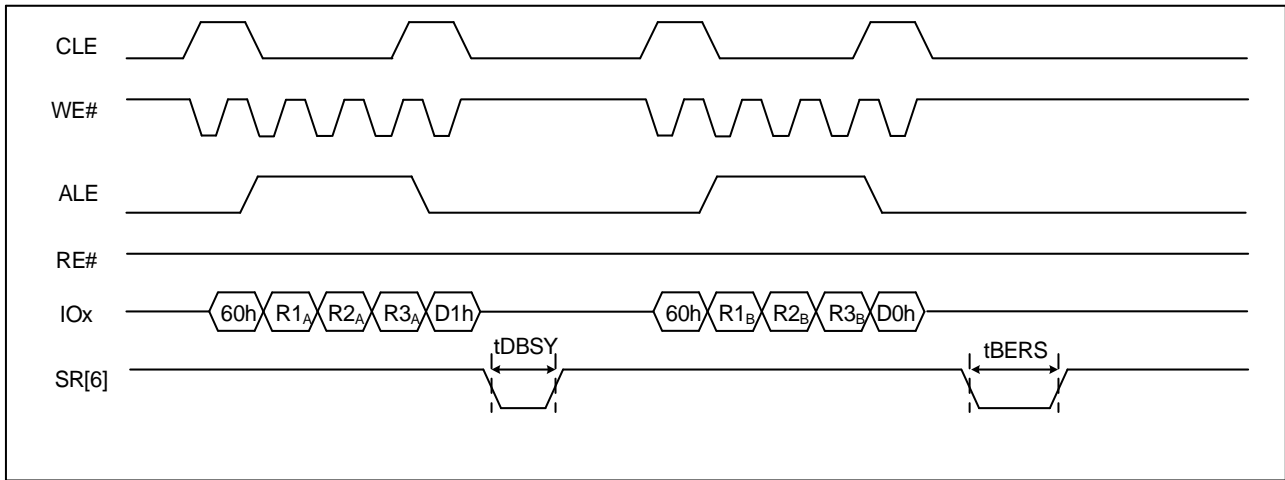 CLE
WE#
ALE
RE#
IOx 60h R1A R2A R3A D1h 60h R1B R2B R3B D0h
tDBSY tBERS
SR[6]